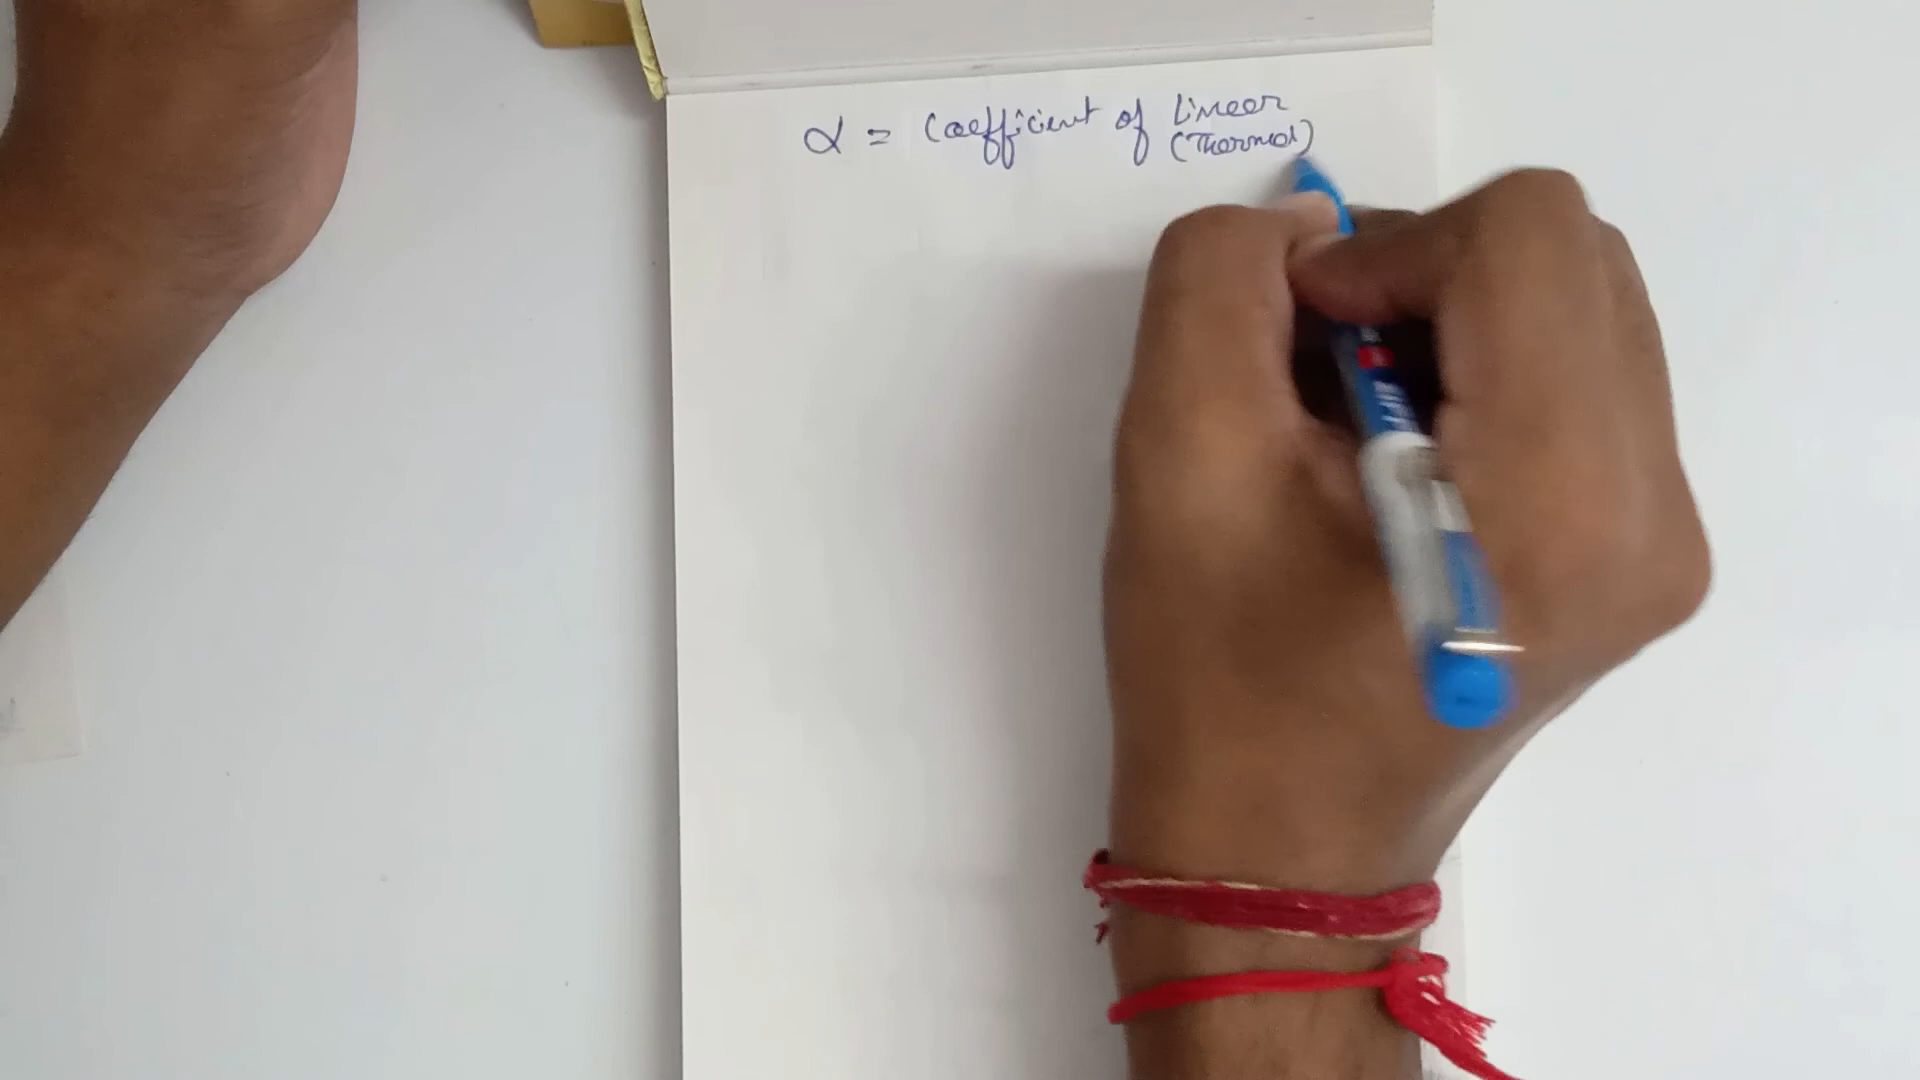 α = Coefficient of Linear
(Thermal)